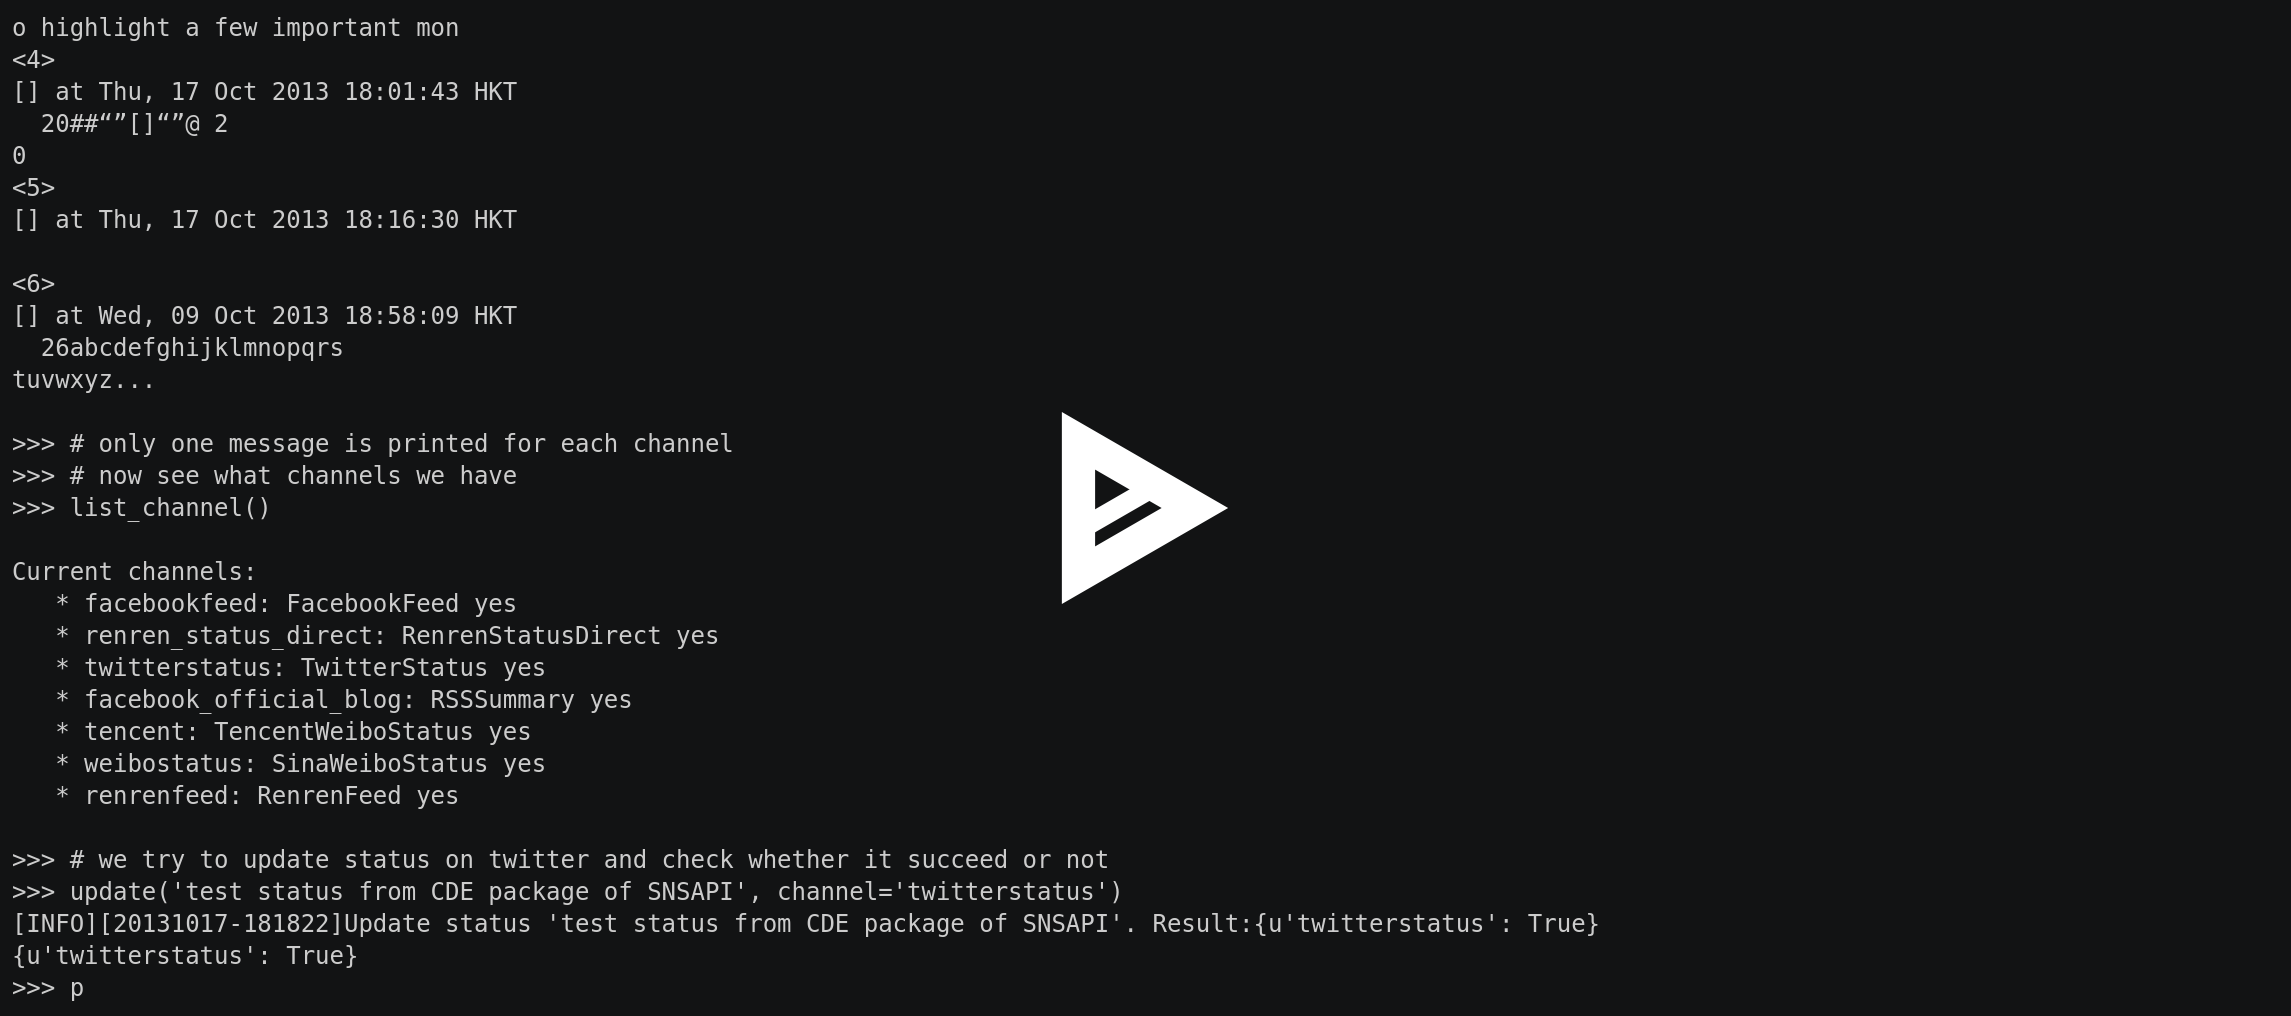 o highlight a few important mon
<4>
[] at Thu, 17 Oct 2013 18:01:43 HKT
  20##“”[]“”@ 2
0
<5>
[] at Thu, 17 Oct 2013 18:16:30 HKT

<6>
[] at Wed, 09 Oct 2013 18:58:09 HKT
  26abcdefghijklmnopqrs
tuvwxyz...

>>> # only one message is printed for each channel
>>> # now see what channels we have
>>> list_channel()

Current channels:
   * facebookfeed: FacebookFeed yes
   * renren_status_direct: RenrenStatusDirect yes
   * twitterstatus: TwitterStatus yes
   * facebook_official_blog: RSSSummary yes
   * tencent: TencentWeiboStatus yes
   * weibostatus: SinaWeiboStatus yes
   * renrenfeed: RenrenFeed yes

>>> # we try to update status on twitter and check whether it succeed or not
>>> update('test status from CDE package of SNSAPI', channel='twitterstatus')
[INFO][20131017-181822]Update status 'test status from CDE package of SNSAPI'. Result:{u'twitterstatus': True}
{u'twitterstatus': True}
>>> p